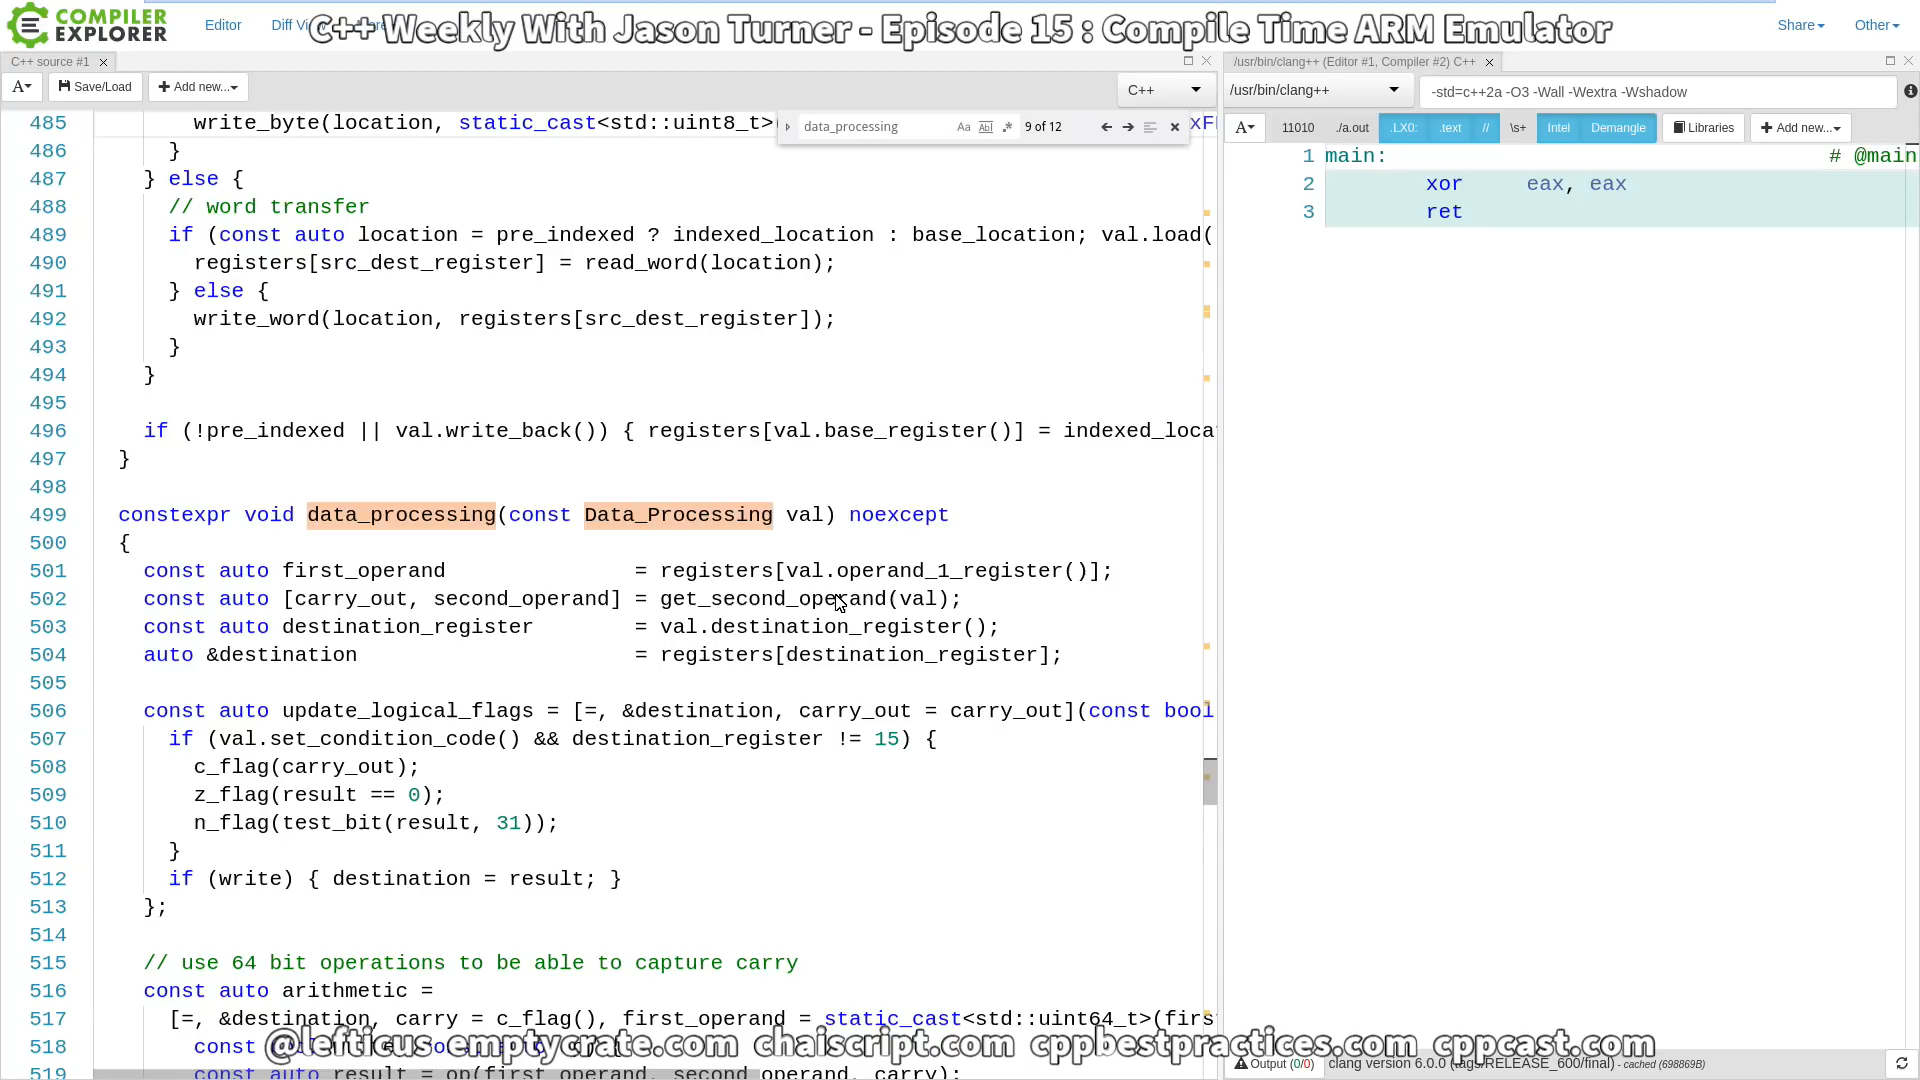 COMPILER
EXPLORER
Editor
Diff
C++ Weekly With Jason Turner - Episode 15 : Compile Time ARM Emulator
Share
Other
C++ source #1
/usr/bin/clang++ (Editor #1, Compiler #2) C++
A
Save/Load
Add new...
C++
/usr/bin/clang++
-std=c++2a -O3 -Wall -Wextra -Wshadow
data_processing
Aa
Abl
.*
9 of 12
A
11010
./a.out
.LX0:
.text
//
\s+
Intel
Demangle
Libraries
Add new...
485 write_byte(location, static_cast<std::uint8_t>(
486 }
487 } else {
488 // word transfer
489 if (const auto location = pre_indexed ? indexed_location : base_location; val.load(
490 registers[src_dest_register] = read_word(location);
491 } else {
492 write_word(location, registers[src_dest_register]);
493 }
494 }
495
496 if (!pre_indexed || val.write_back()) { registers[val.base_register()] = indexed_loca
497 }
498
499 constexpr void data_processing(const Data_Processing val) noexcept
500 {
501 const auto first_operand = registers[val.operand_1_register()];
502 const auto [carry_out, second_operand] = get_second_operand(val);
503 const auto destination_register = val.destination_register();
504 auto &destination = registers[destination_register];
505
506 const auto update_logical_flags = [=, &destination, carry_out = carry_out](const bool
507 if (val.set_condition_code() && destination_register != 15) {
508 c_flag(carry_out);
509 z_flag(result == 0);
510 n_flag(test_bit(result, 31));
511 }
512 if (write) { destination = result; }
513 };
514
515 // use 64 bit operations to be able to capture carry
516 const auto arithmetic =
517 [=, &destination, carry = c_flag(), first_operand = static_cast<std::uint64_t>(firs
518 const
519 const auto result = op(first_operand, second_operand, carry);
1 main: # @main
2 xor eax, eax
3 ret
@lefticus emptycrate.com chaiscript.com cppbestpractices.com cppcast.com
Output (0/0) clang version 6.0.0 (tags/RELEASE_600/final) - cached (698869B)